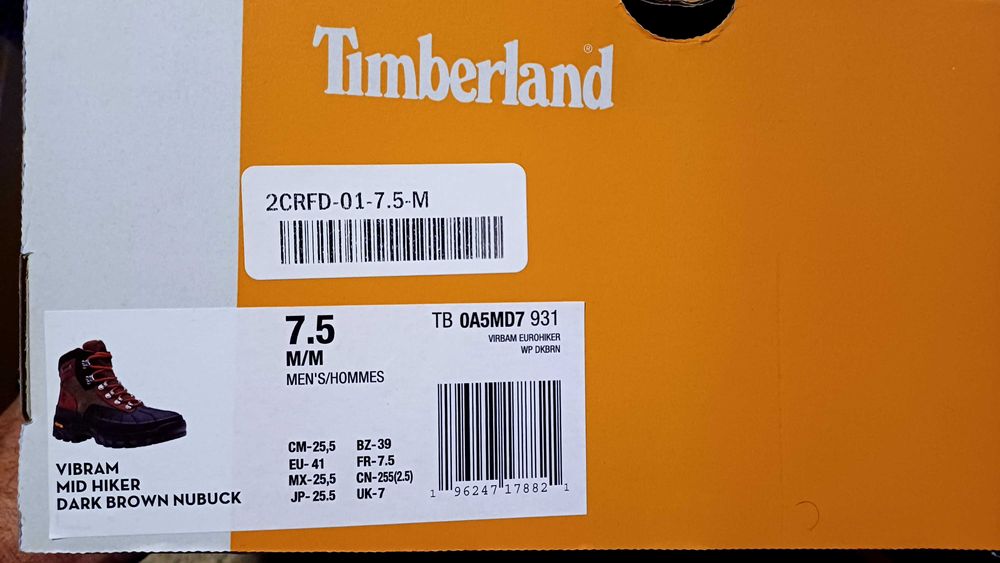 Timberland®
2CRFD-01-7.5-M
7.5
M/M
MEN'S/HOMMES
TB 0A5MD7 931
VIRBAM EUROHIKER
WP DKBRN
CM-25,5 BZ-39
EU-41 FR-7.5
MX-25,5 CN-255(2.5)
JP-25.5 UK-7
1 96247 17882 1
VIBRAM
MID HIKER
DARK BROWN NUBUCK